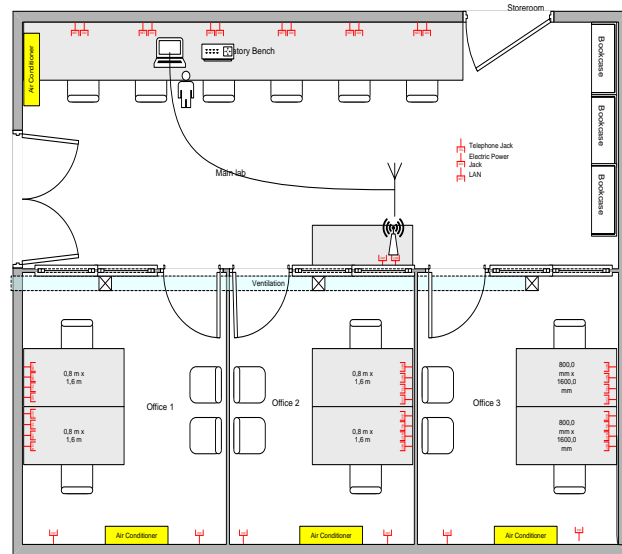 Storeroom
Air Conditioner
atory Bench
Bookcase
Bookcase
Bookcase
Telephone Jack
Electric Power
Jack
LAN
Main lab
Ventilation
0,8 m x
1,6 m
0,8 m x
1,6 m
800,0
mm x
1600,0
mm
Office 1
Office 2
Office 3
0,8 m x
1,6 m
0,8 m x
1,6 m
800,0
mm x
1600,0
mm
Air Conditioner
Air Conditioner
Air Conditioner